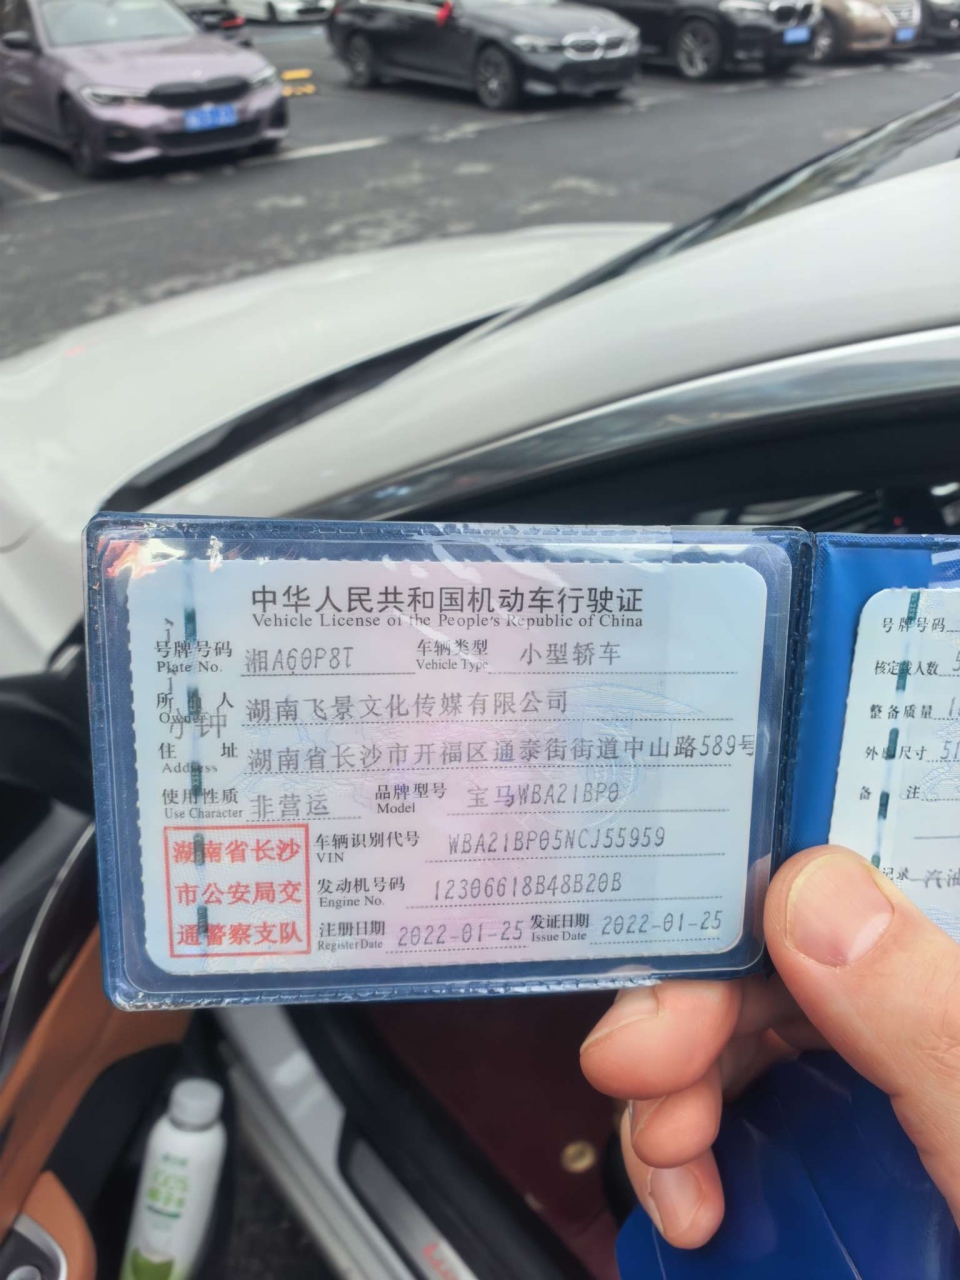 中华人民共和国机动车行驶证
Vehicle License of the People's Republic of China
号牌号码 湘A60P8T 车辆类型 小型轿车
Plate No. Vehicle Type
所 人 湖南飞景文化传媒有限公司
住 址 湖南省长沙市开福区通泰街街道中山路589号
Address
使用性质 非营运 品牌型号 宝马WBA21BP0
Use Character Model
湖南省长沙
市公安局交
通警察支队
车辆识别代号 WBA21BP05NCJ55959
VIN
发动机号码 12306618B48B20B
Engine No.
注册日期 2022-01-25 发证日期 2022-01-25
Register Date Issue Date
号牌号码
核定载人数 5
整备质量
外 尺寸 51
备 注
记录 汽油